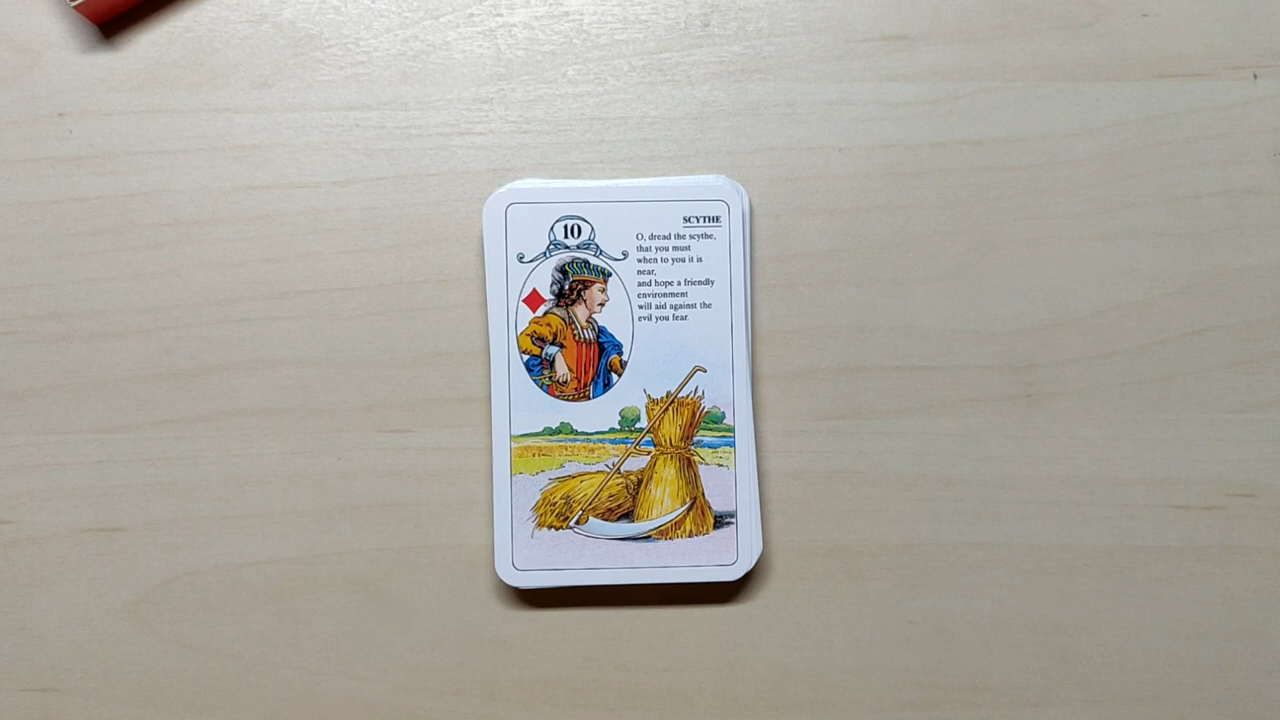 10
SCYTHE
O, dread the scythe,
that you must
when to you it is
near,
and hope a friendly
environment
will aid against the
evil you fear.